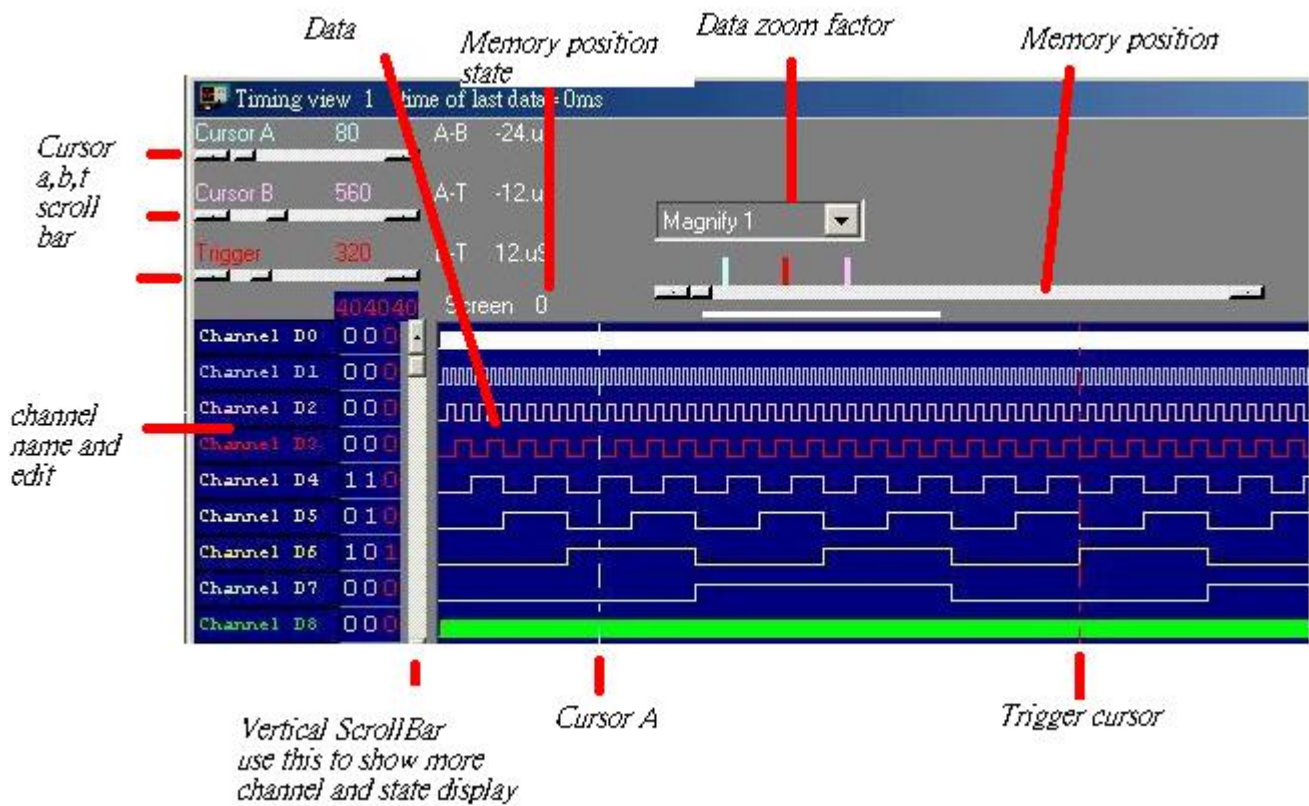 Data
Memory position
state
Data zoom factor
Memory position
Timing view 1 time of last data=0ms
Cursor
a,b,t
scroll
bar
Cursor A 80 A-B -24.u
Cursor B 560 A-T -12.u
Trigger 320 -T 12.uS
Magnify 1
404040 Screen 0
channel
name and
edit
Channel D0 000
Channel D1 000
Channel D2 000
Channel D3 000
Channel D4 110
Channel D5 010
Channel D6 101
Channel D7 000
Channel D8 000
Vertical ScrollBar
use this to show more
channel and state display
Cursor A
Trigger cursor